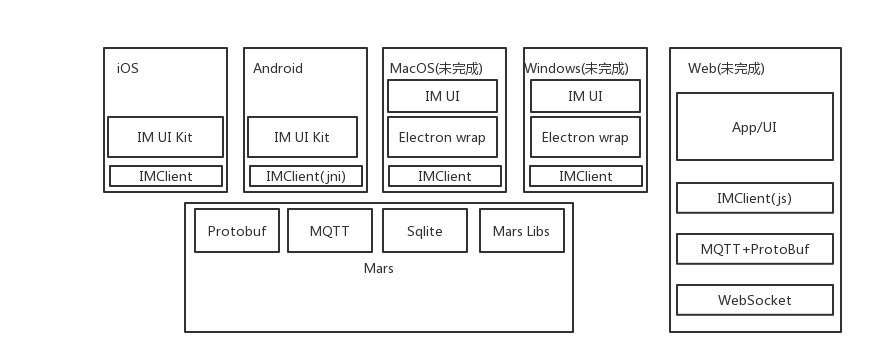 iOS
IM UI Kit
IMClient
Android
IM UI Kit
IMClient(jni)
MacOS(未完成)
IM UI
Electron wrap
IMClient
Windows(未完成)
IM UI
Electron wrap
IMClient
Web(未完成)
App/UI
IMClient(js)
MQTT+ProtoBuf
WebSocket
Protobuf
MQTT
Sqlite
Mars Libs
Mars